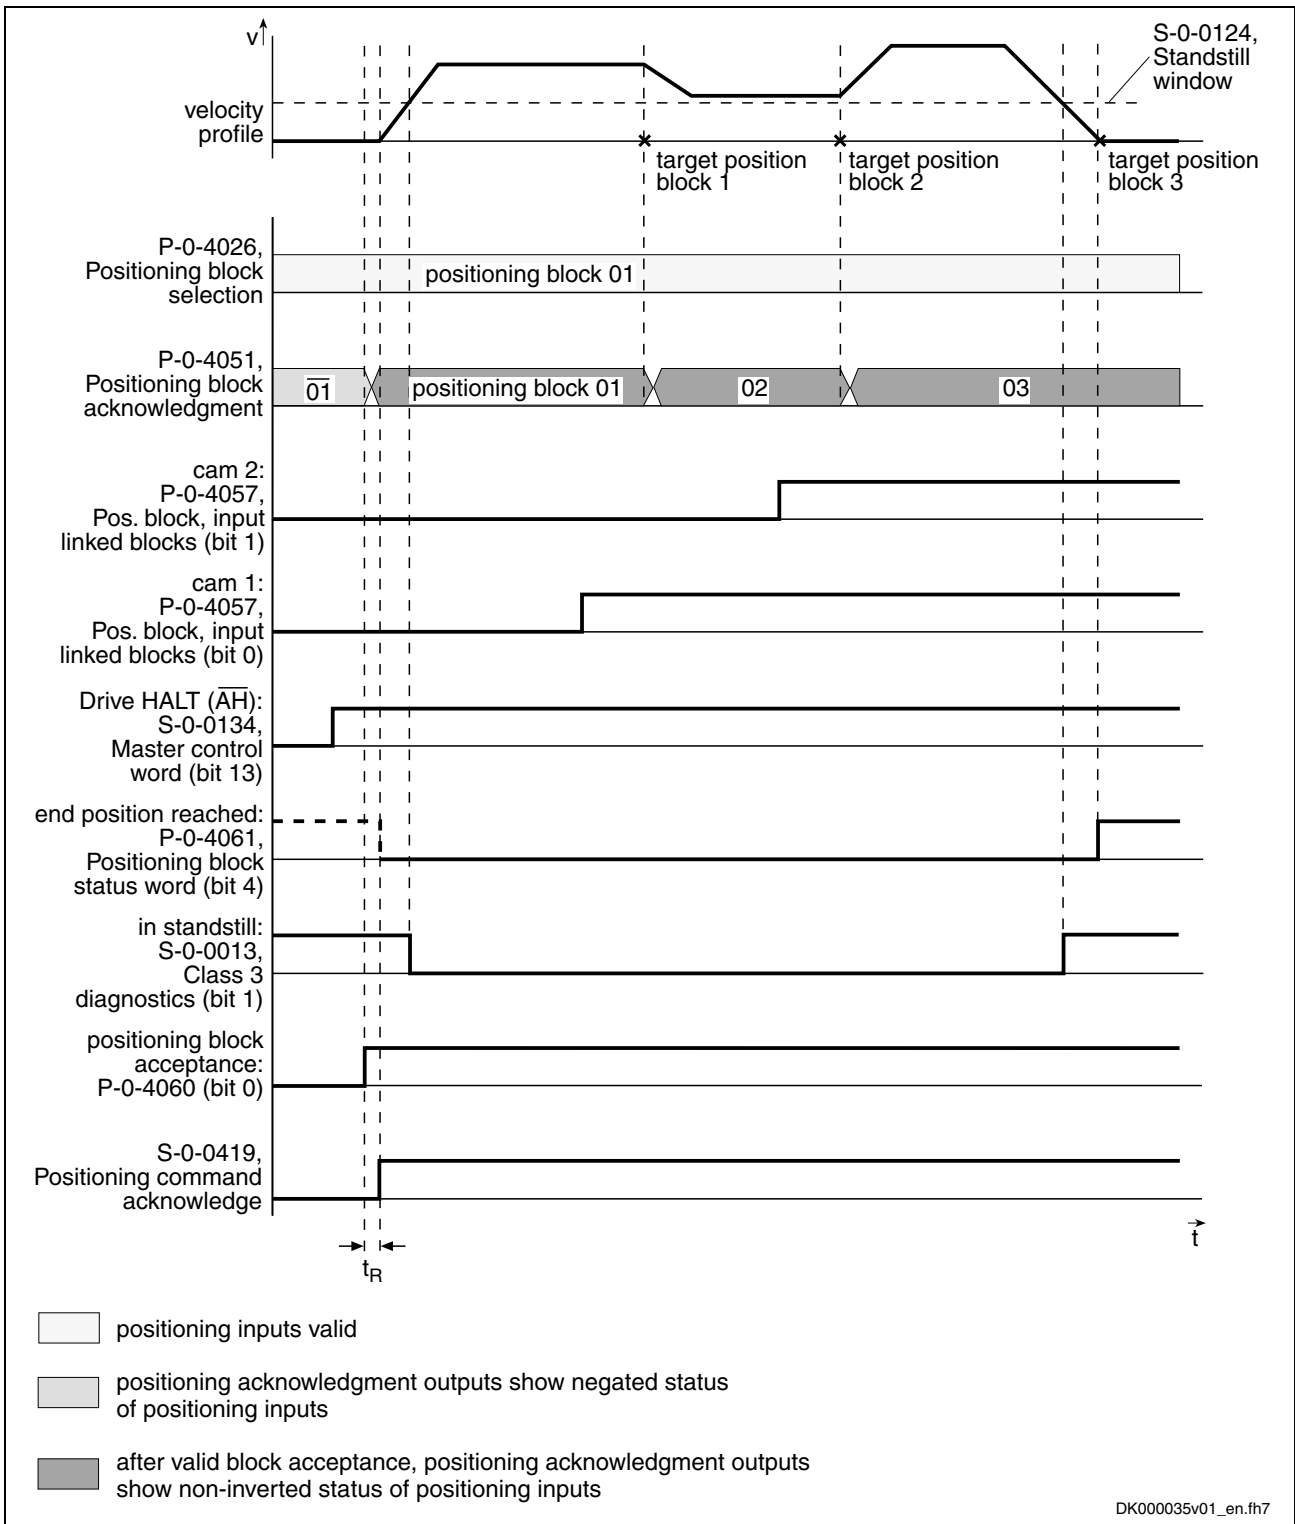 v
S-0-0124,
Standstill
window
velocity
profile
target position
block 1
target position
block 2
target position
block 3
P-0-4026,
Positioning block
selection
positioning block 01
P-0-4051,
Positioning block
acknowledgment
0̅1̅
positioning block 01
02
03
cam 2:
P-0-4057,
Pos. block, input
linked blocks (bit 1)
cam 1:
P-0-4057,
Pos. block, input
linked blocks (bit 0)
Drive HALT (A̅H̅):
S-0-0134,
Master control
word (bit 13)
end position reached:
P-0-4061,
Positioning block
status word (bit 4)
in standstill:
S-0-0013,
Class 3
diagnostics (bit 1)
positioning block
acceptance:
P-0-4060 (bit 0)
S-0-0419,
Positioning command
acknowledge
t
tR
positioning inputs valid
positioning acknowledgment outputs show negated status
of positioning inputs
after valid block acceptance, positioning acknowledgment outputs
show non-inverted status of positioning inputs
DK000035v01_en.fh7